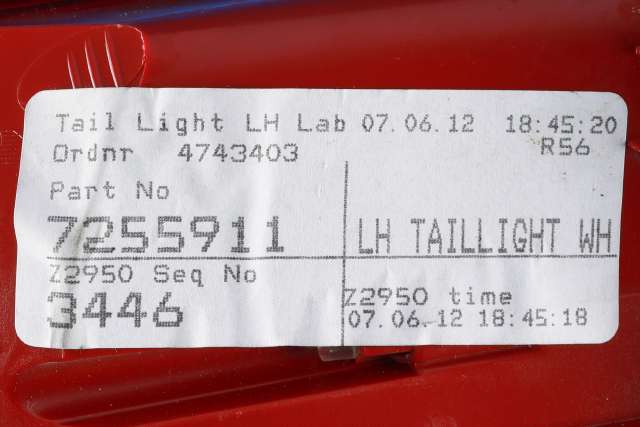 Tail Light LH Lab 07.06.12 18:45:20
Ordnr 4743403 R56
Part No
7255911 LH TAILLIGHT WH
Z2950 Seq No
3446 Z2950 time
07.06.12 18:45:18